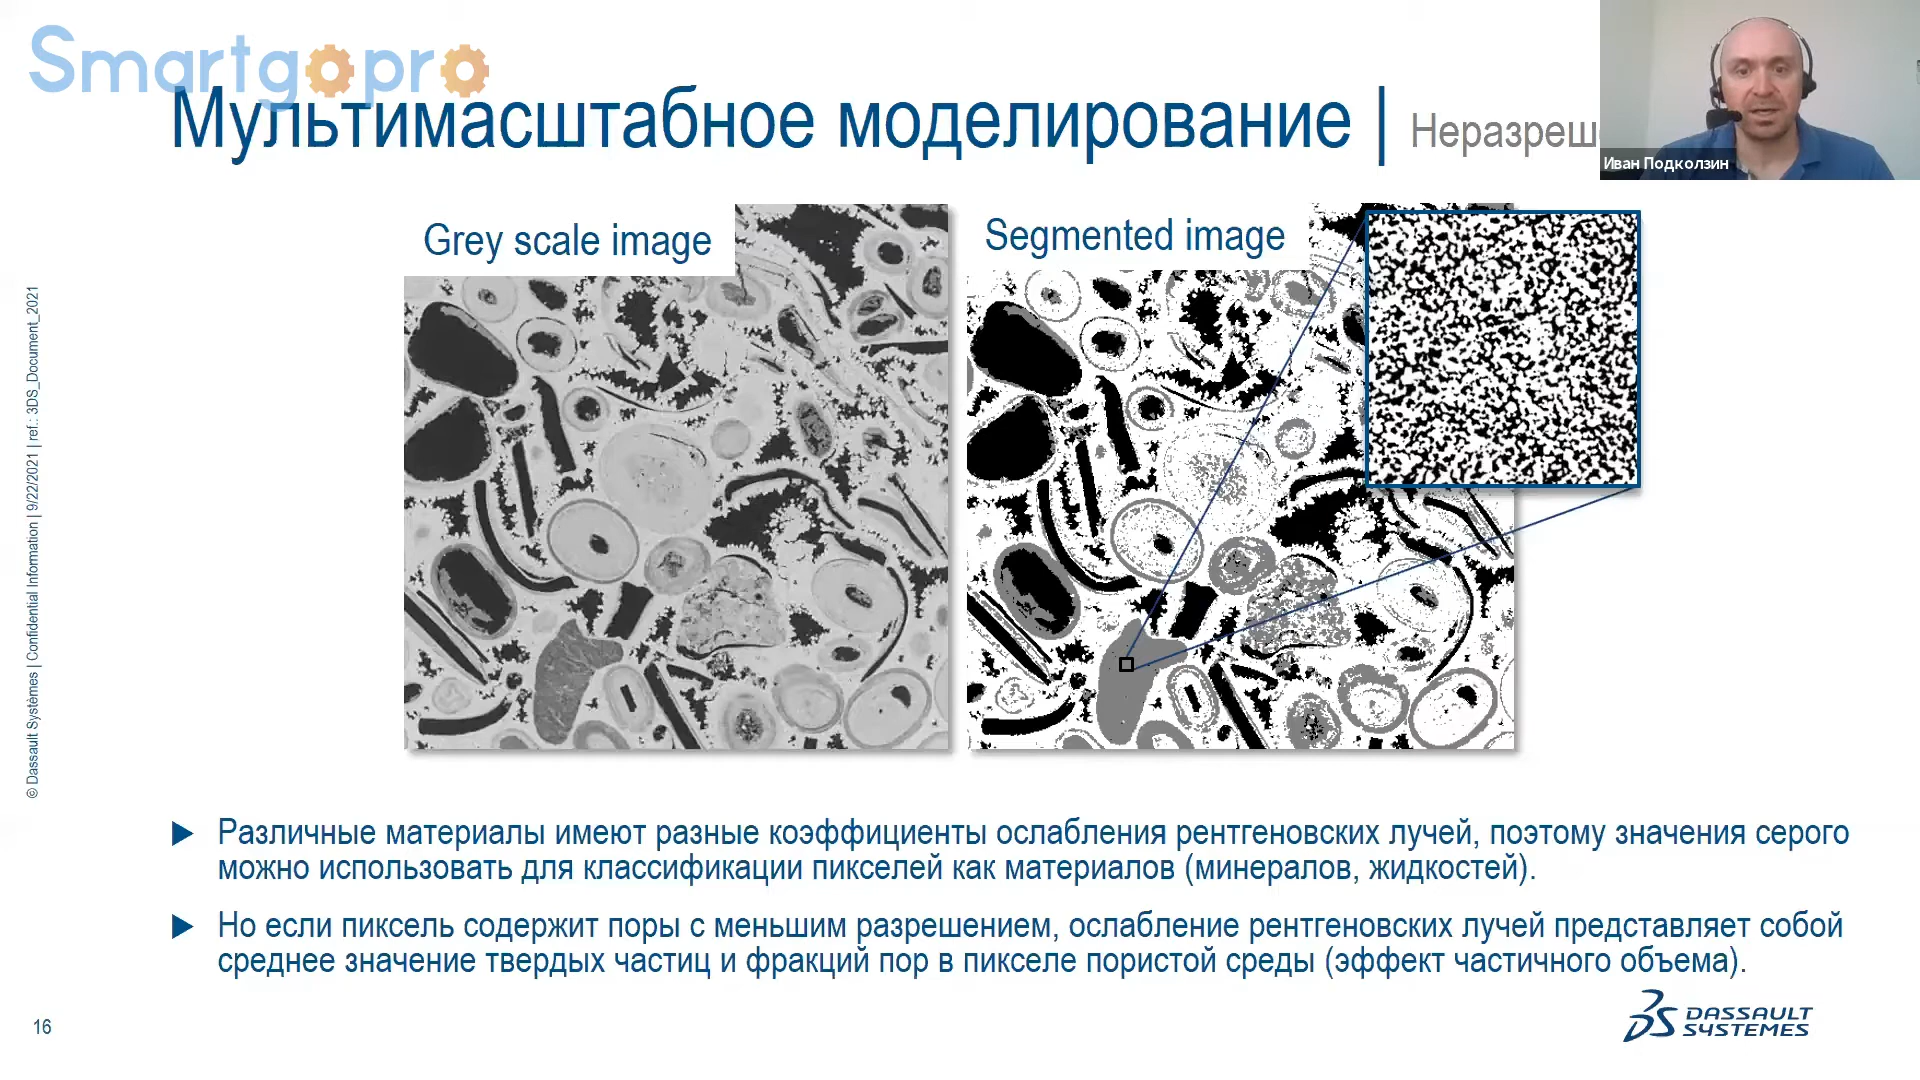 Smartgopro
Мультимасштабное моделирование |
Иван Подколзин
Grey scale image
Segmented image
© Dassault Systèmes | Confidential Information | 9/22/2021 | ref.: 3DS_Document_2021
Различные материалы имеют разные коэффициенты ослабления рентгеновских лучей, поэтому значения серого
можно использовать для классификации пикселей как материалов (минералов, жидкостей).
Но если пиксель содержит поры с меньшим разрешением, ослабление рентгеновских лучей представляет собой
среднее значение твердых частиц и фракций пор в пикселе пористой среды (эффект частичного объема).
16
DASSAULT
SYSTEMES